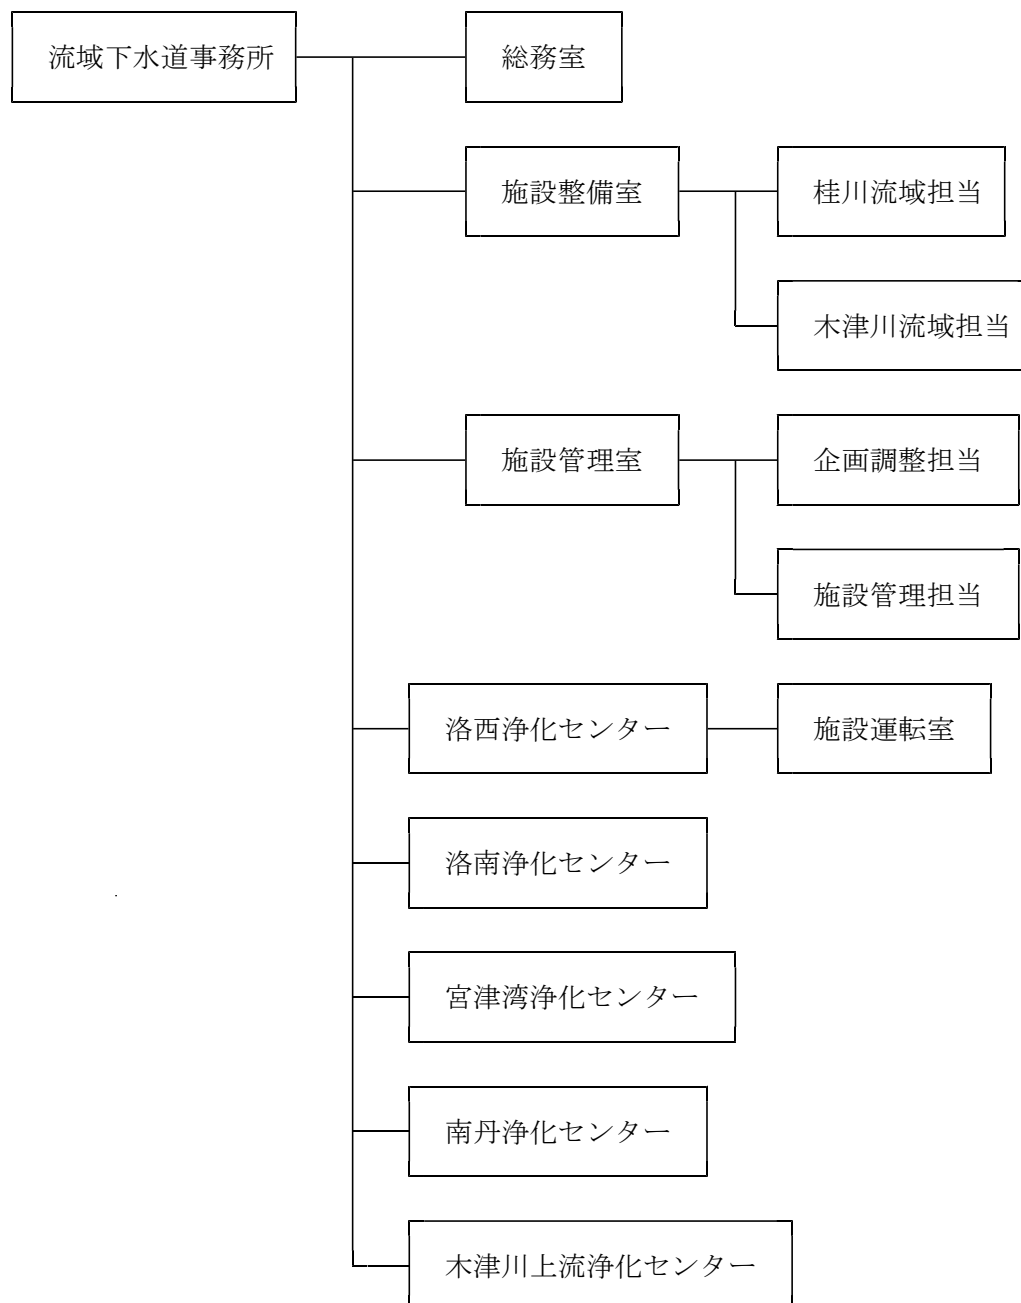 流域下水道事務所
総務室
施設整備室
桂川流域担当
木津川流域担当
施設管理室
企画調整担当
施設管理担当
洛西浄化センター
施設運転室
洛南浄化センター
宮津湾浄化センター
南丹浄化センター
木津川上流浄化センター